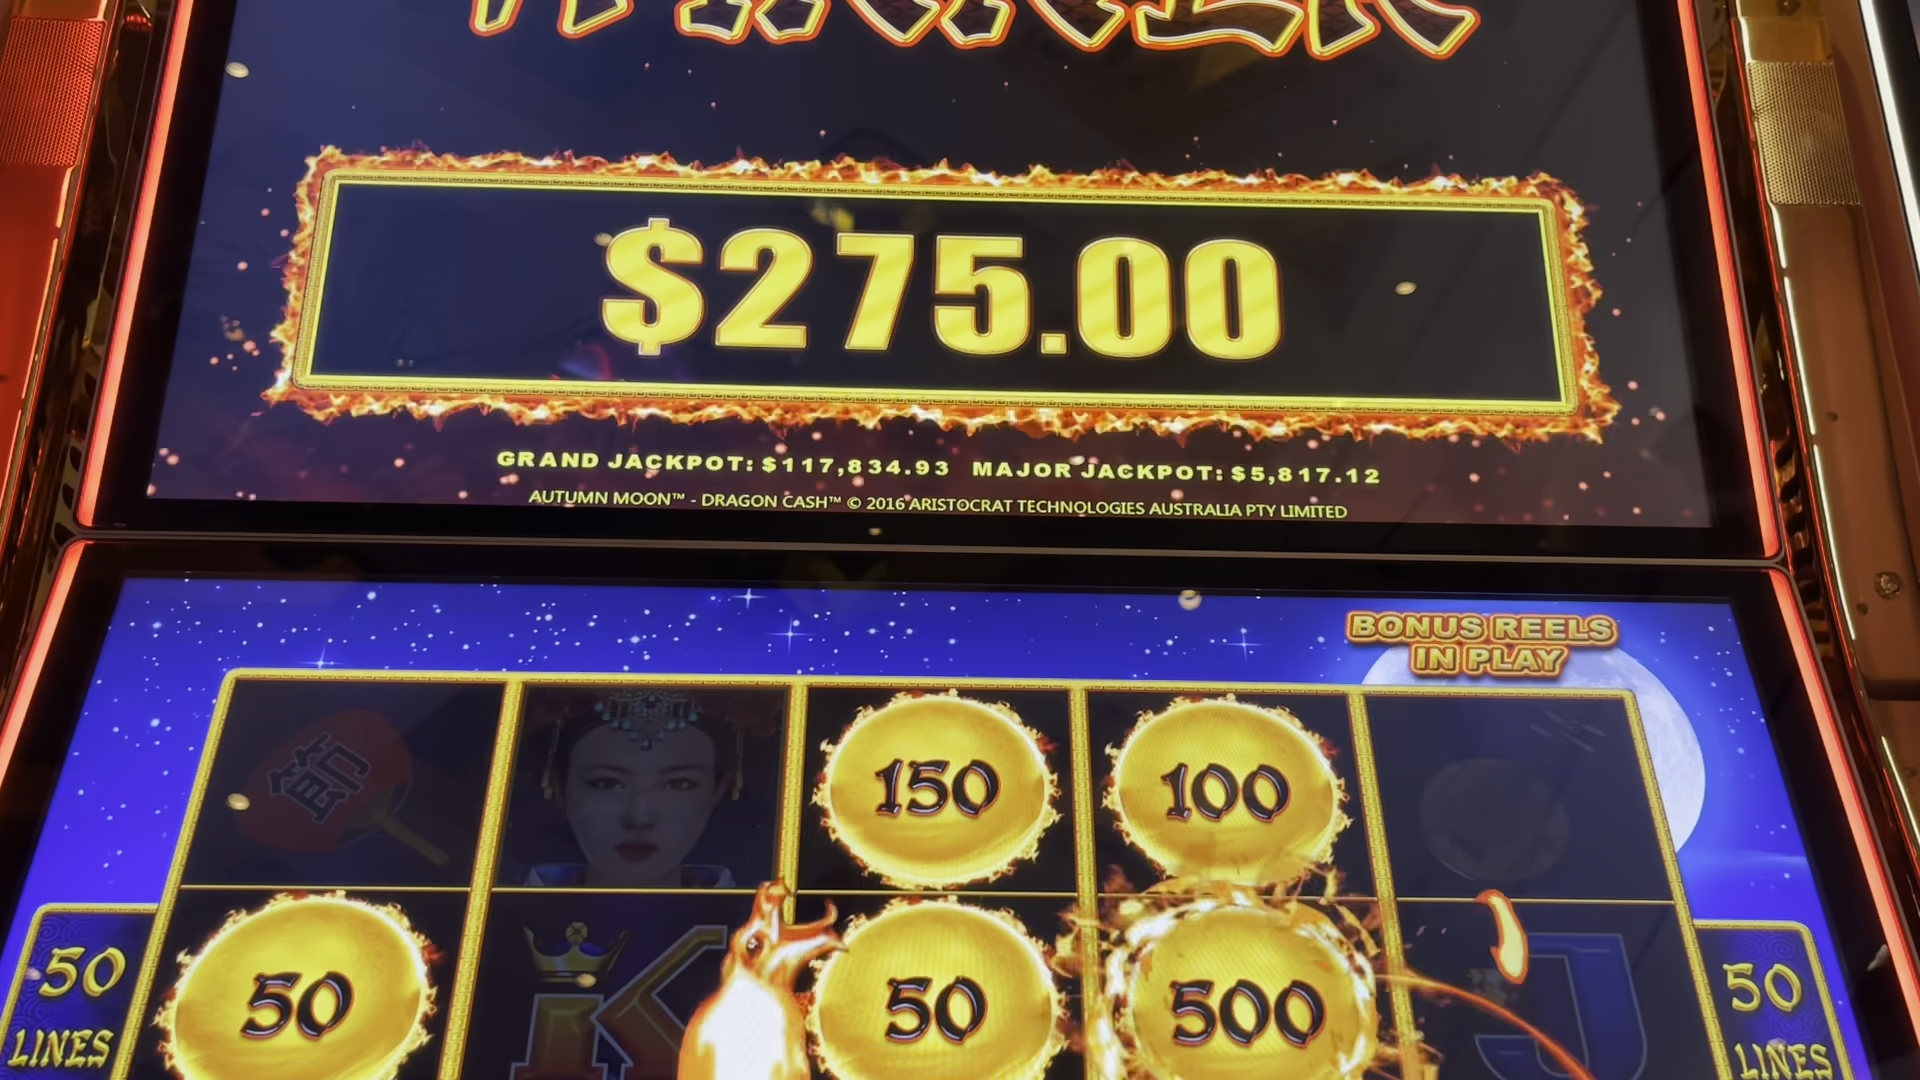 $275.00
GRAND JACKPOT: $117,834.93 MAJOR JACKPOT: $5,817.12
AUTUMN MOON™ - DRAGON CASH™ © 2016 ARISTOCRAT TECHNOLOGIES AUSTRALIA PTY LIMITED
BONUS REELS
IN PLAY
150 100
50 K 50 500 J
50
LINES
50
LINES